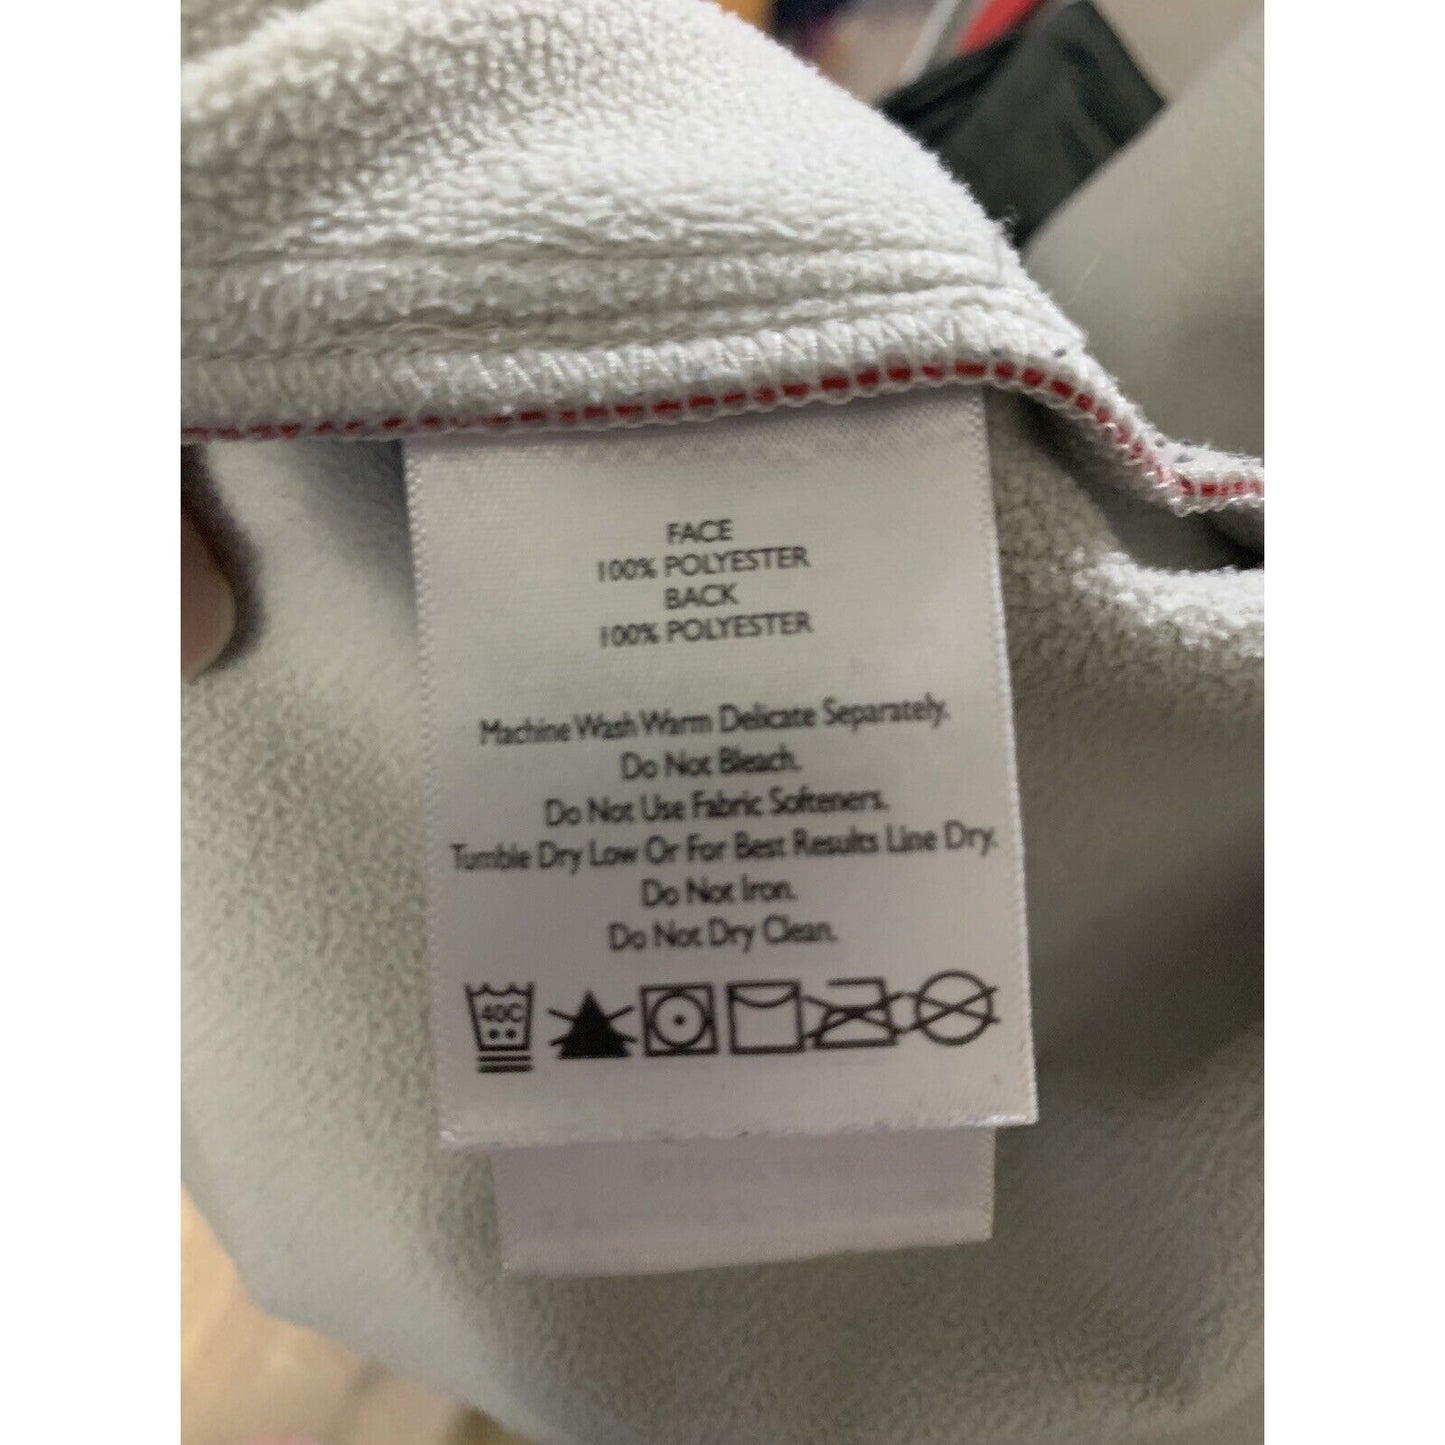 FACE
100% POLYESTER
BACK
100% POLYESTER
Machine Wash Warm Delicate Separately.
Do Not Bleach.
Do Not Use Fabric Softeners.
Tumble Dry Low Or For Best Results Line Dry.
Do Not Iron.
Do Not Dry Clean.
40C